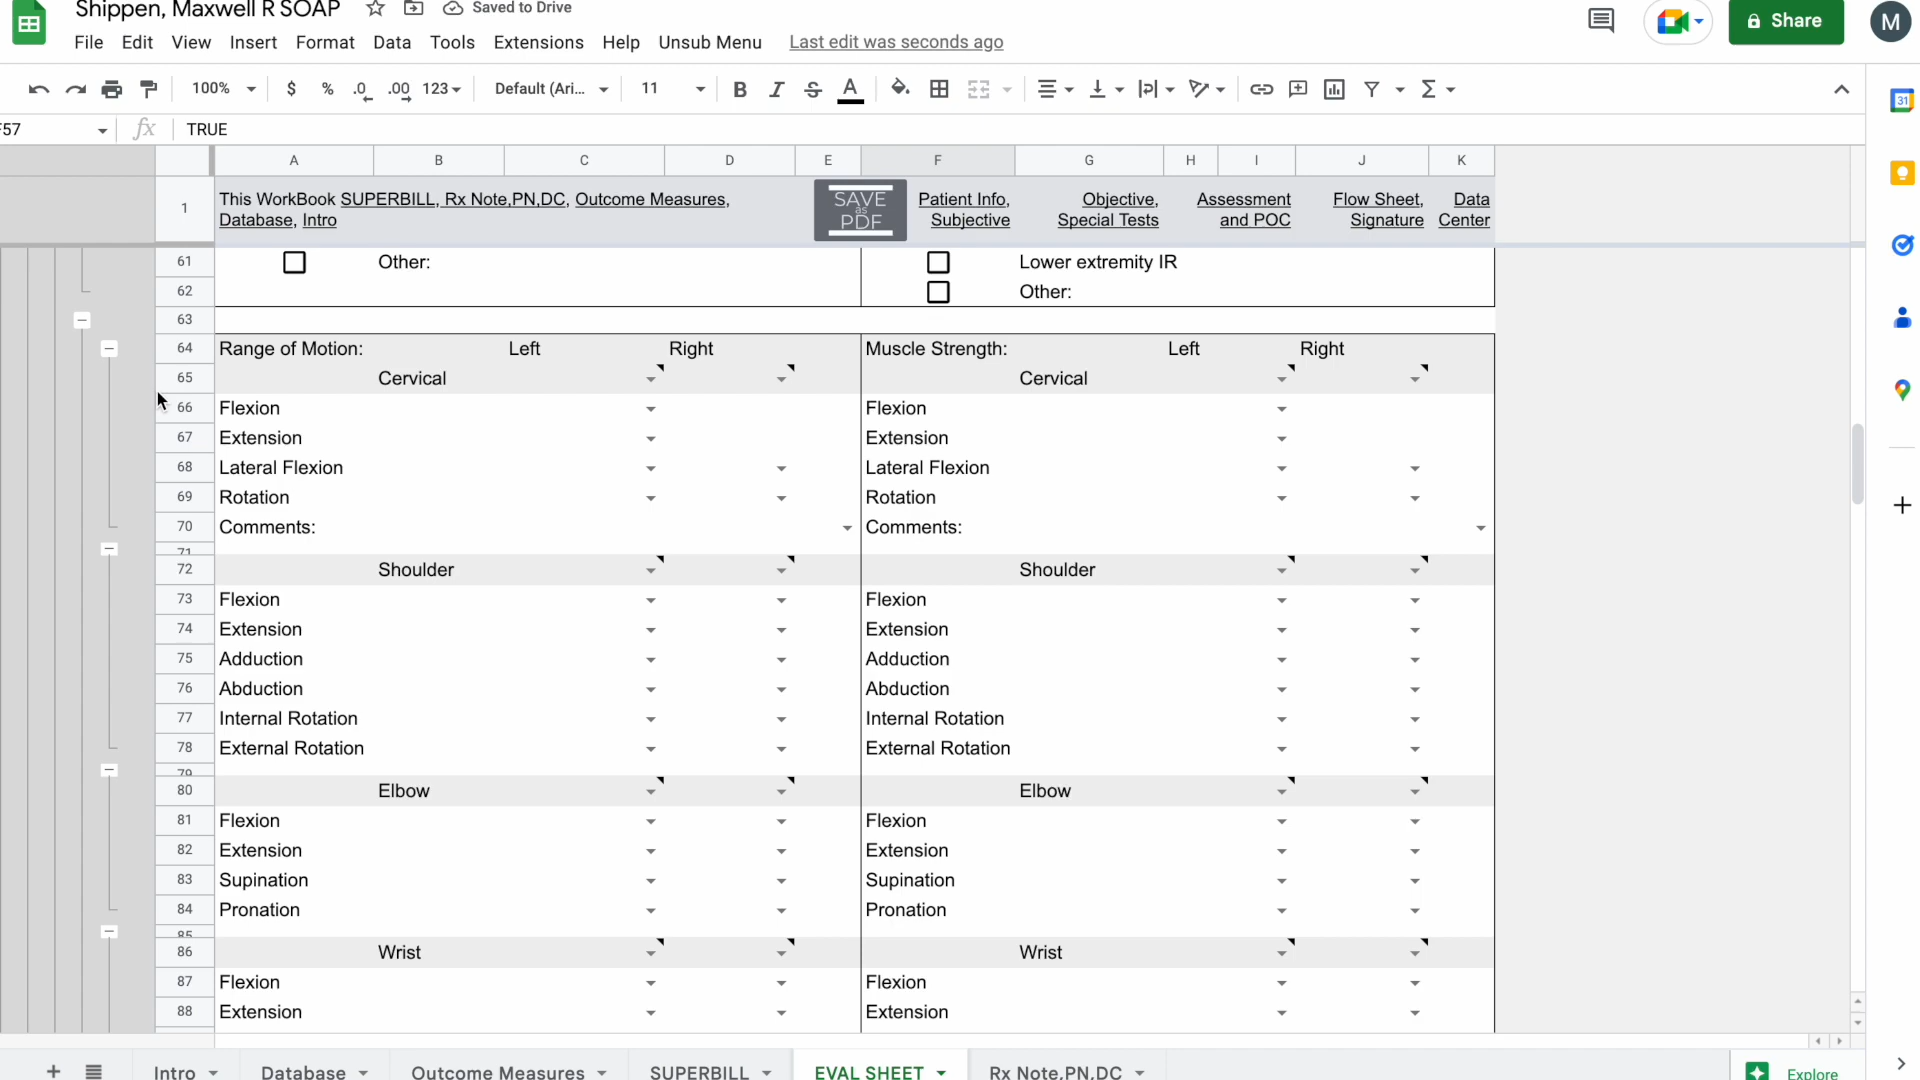 Shippen, Maxwell R SOAP
Saved to Drive
File Edit View Insert Format Data Tools Extensions Help Unsub Menu Last edit was seconds ago
Share
M
100% $ % .0 .00 123 Default (Ari... 11 B I S A
31
F57 fx TRUE
A B C D E F G H I J K
1 This WorkBook SUPERBILL, Rx Note,PN,DC, Outcome Measures,
Database, Intro
SAVE
as
PDF
Patient Info,
Subjective
Objective,
Special Tests
Assessment
and POC
Flow Sheet,
Signature
Data
Center
61 Other: Lower extremity IR
62 Other:
63
64 Range of Motion: Left Right Muscle Strength: Left Right
65 Cervical Cervical
66 Flexion Flexion
67 Extension Extension
68 Lateral Flexion Lateral Flexion
69 Rotation Rotation
70 Comments: Comments:
71
72 Shoulder Shoulder
73 Flexion Flexion
74 Extension Extension
75 Adduction Adduction
76 Abduction Abduction
77 Internal Rotation Internal Rotation
78 External Rotation External Rotation
79
80 Elbow Elbow
81 Flexion Flexion
82 Extension Extension
83 Supination Supination
84 Pronation Pronation
85
86 Wrist Wrist
87 Flexion Flexion
88 Extension Extension
Intro Database Outcome Measures SUPERBILL EVAL SHEET Rx Note,PN,DC Explore